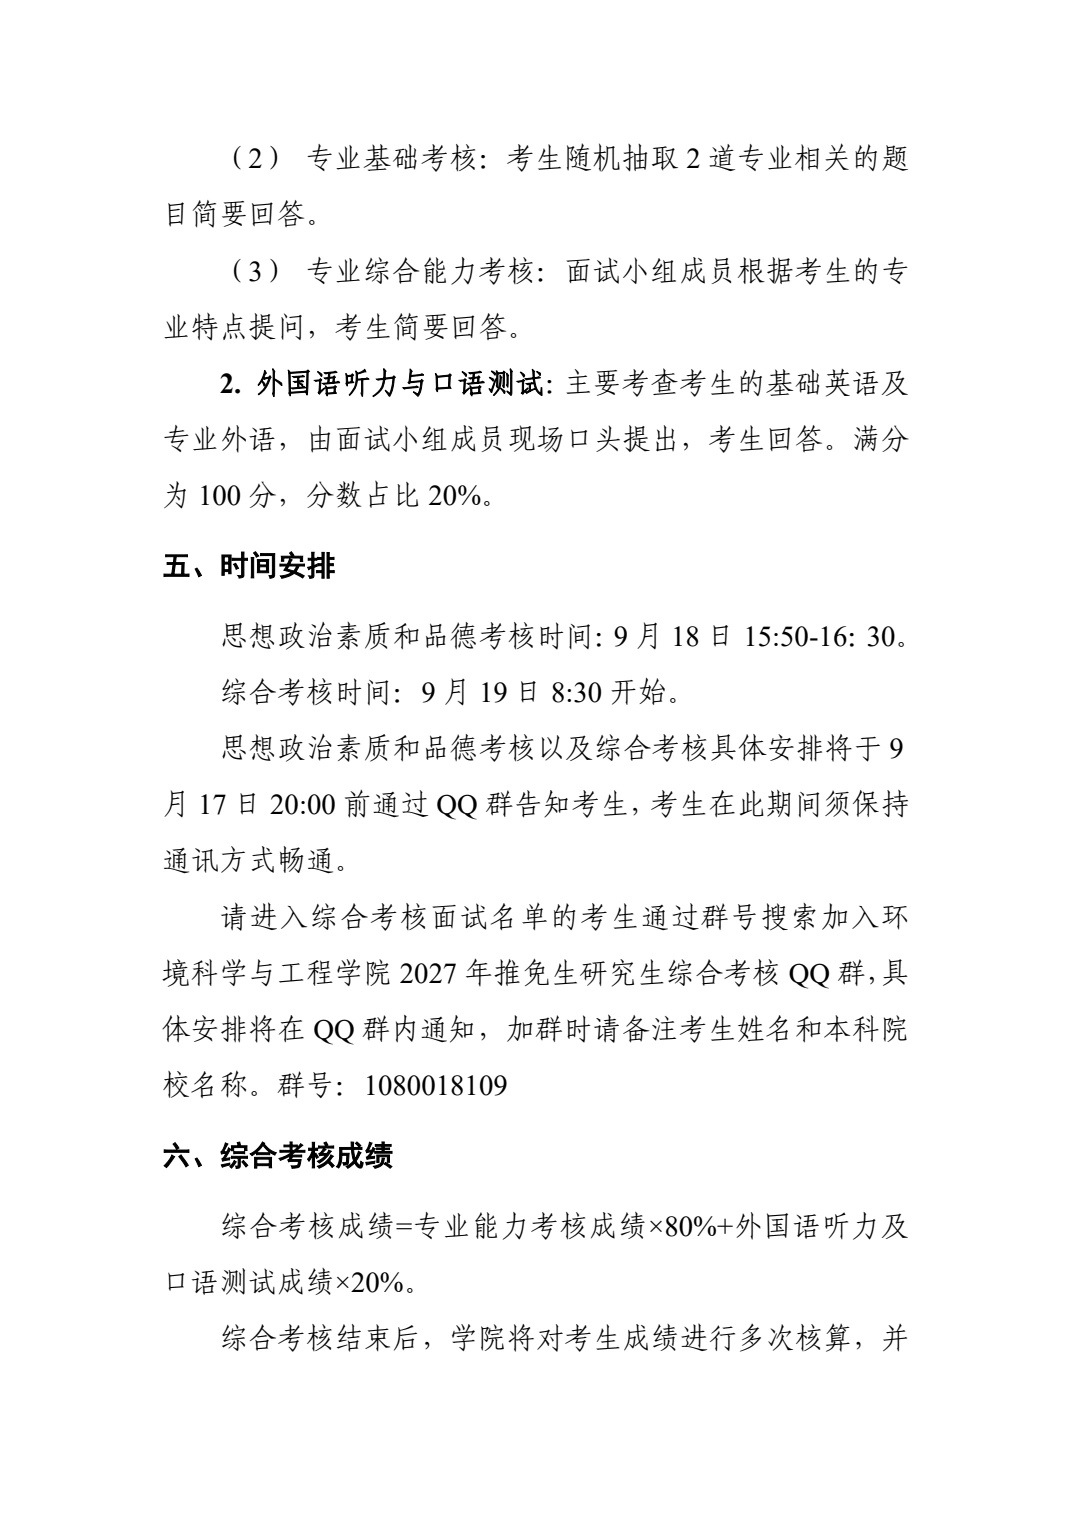 （2） 专业基础考核：考生随机抽取 2 道专业相关的题
目简要回答。
（3） 专业综合能力考核：面试小组成员根据考生的专
业特点提问，考生简要回答。
2. 外国语听力与口语测试：主要考查考生的基础英语及
专业外语，由面试小组成员现场口头提出，考生回答。满分
为 100 分，分数占比 20%。
五、时间安排
思想政治素质和品德考核时间：9 月 18 日 15:50-16：30。
综合考核时间：9 月 19 日 8:30 开始。
思想政治素质和品德考核以及综合考核具体安排将于 9
月 17 日 20:00 前通过 QQ 群告知考生，考生在此期间须保持
通讯方式畅通。
请进入综合考核面试名单的考生通过群号搜索加入环
境科学与工程学院 2027 年推免生研究生综合考核 QQ 群，具
体安排将在 QQ 群内通知，加群时请备注考生姓名和本科院
校名称。群号：1080018109
六、综合考核成绩
综合考核成绩=专业能力考核成绩×80%+外国语听力及
口语测试成绩×20%。
综合考核结束后，学院将对考生成绩进行多次核算，并